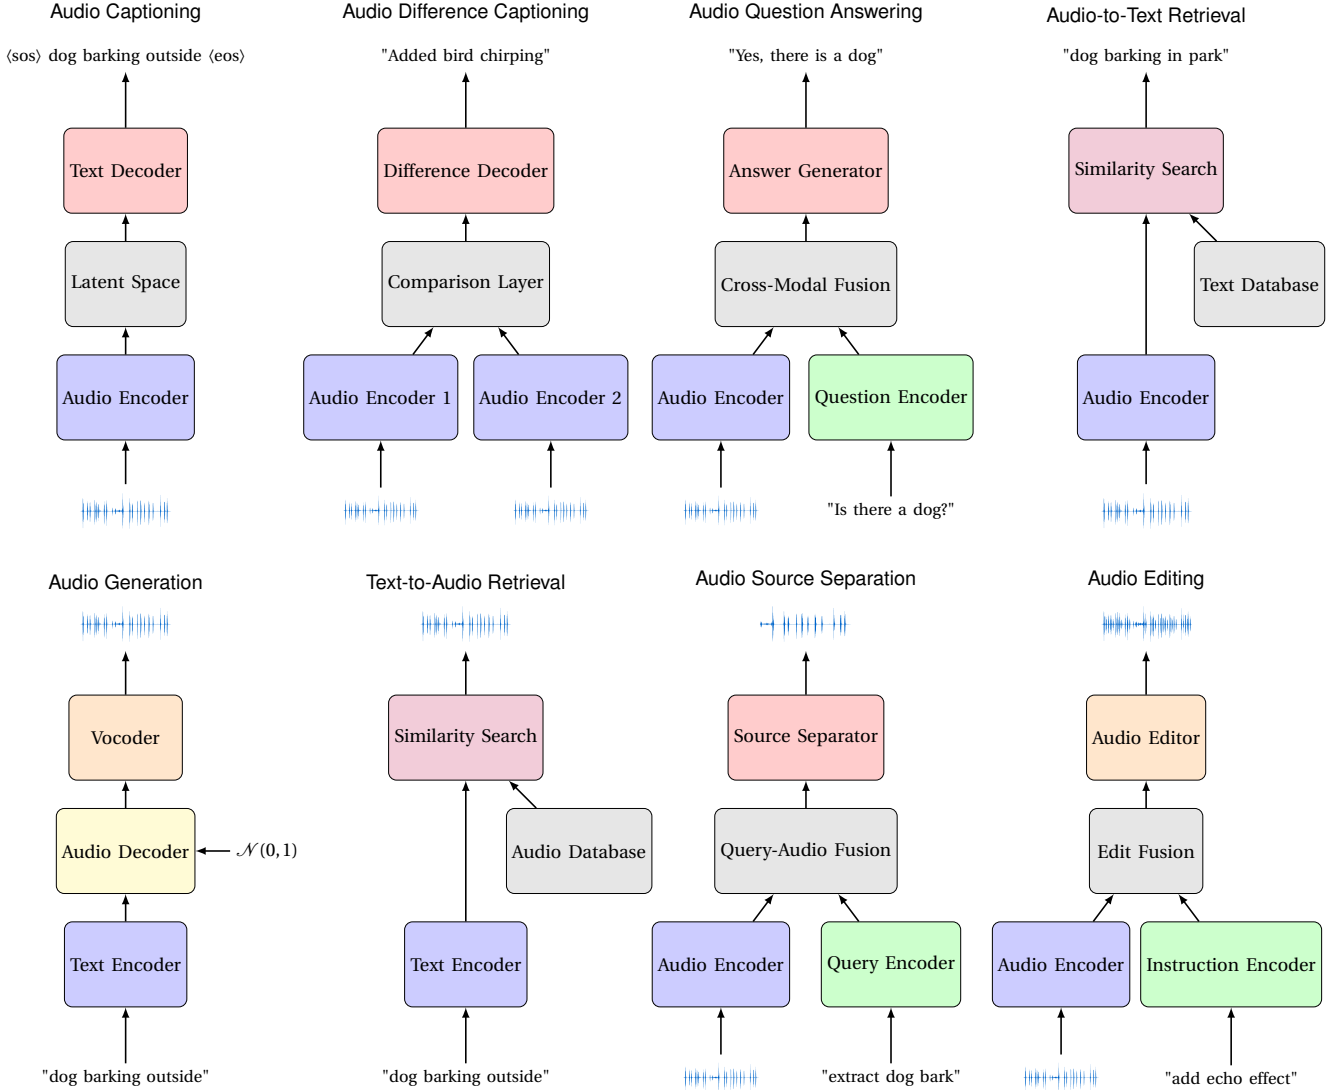 Audio Captioning
⟨sos⟩ dog barking outside ⟨eos⟩
Text Decoder
Latent Space
Audio Encoder
Audio Difference Captioning
"Added bird chirping"
Difference Decoder
Comparison Layer
Audio Encoder 1
Audio Encoder 2
Audio Question Answering
"Yes, there is a dog"
Answer Generator
Cross-Modal Fusion
Audio Encoder
Question Encoder
"Is there a dog?"
Audio-to-Text Retrieval
"dog barking in park"
Similarity Search
Text Database
Audio Encoder
Audio Generation
Vocoder
Audio Decoder
𝒩(0, 1)
Text Encoder
"dog barking outside"
Text-to-Audio Retrieval
Similarity Search
Audio Database
Text Encoder
"dog barking outside"
Audio Source Separation
Source Separator
Query-Audio Fusion
Audio Encoder
Query Encoder
"extract dog bark"
Audio Editing
Audio Editor
Edit Fusion
Audio Encoder
Instruction Encoder
"add echo effect"